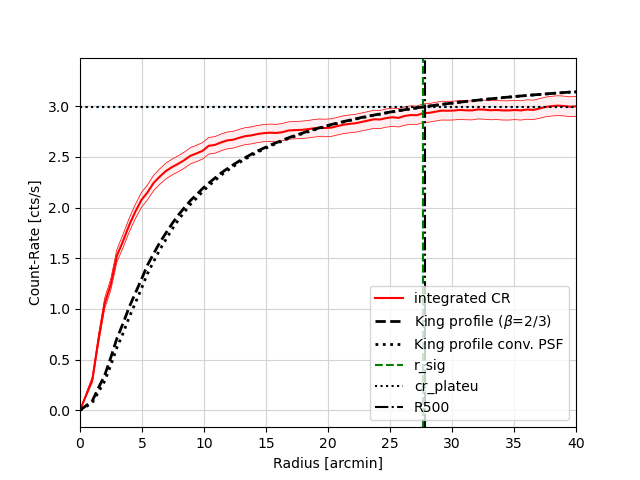 Count-Rate [cts/s]
3.0
2.5
2.0
1.5
1.0
0.5
0.0
integrated CR
King profile (β=2/3)
King profile conv. PSF
r_sig
cr_plateu
R500
0 5 10 15 20 25 30 35 40
Radius [arcmin]